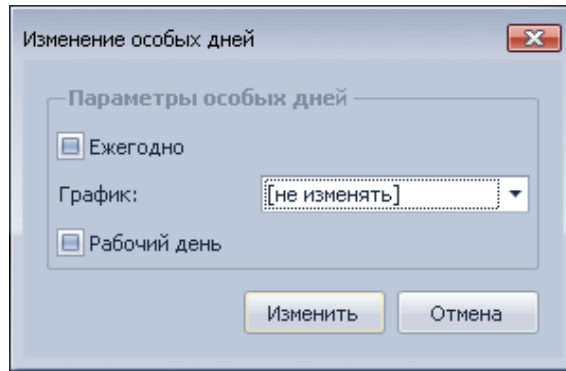 Изменение особых дней
Параметры особых дней
Ежегодно
График: [не изменять]
Рабочий день
Изменить Отмена